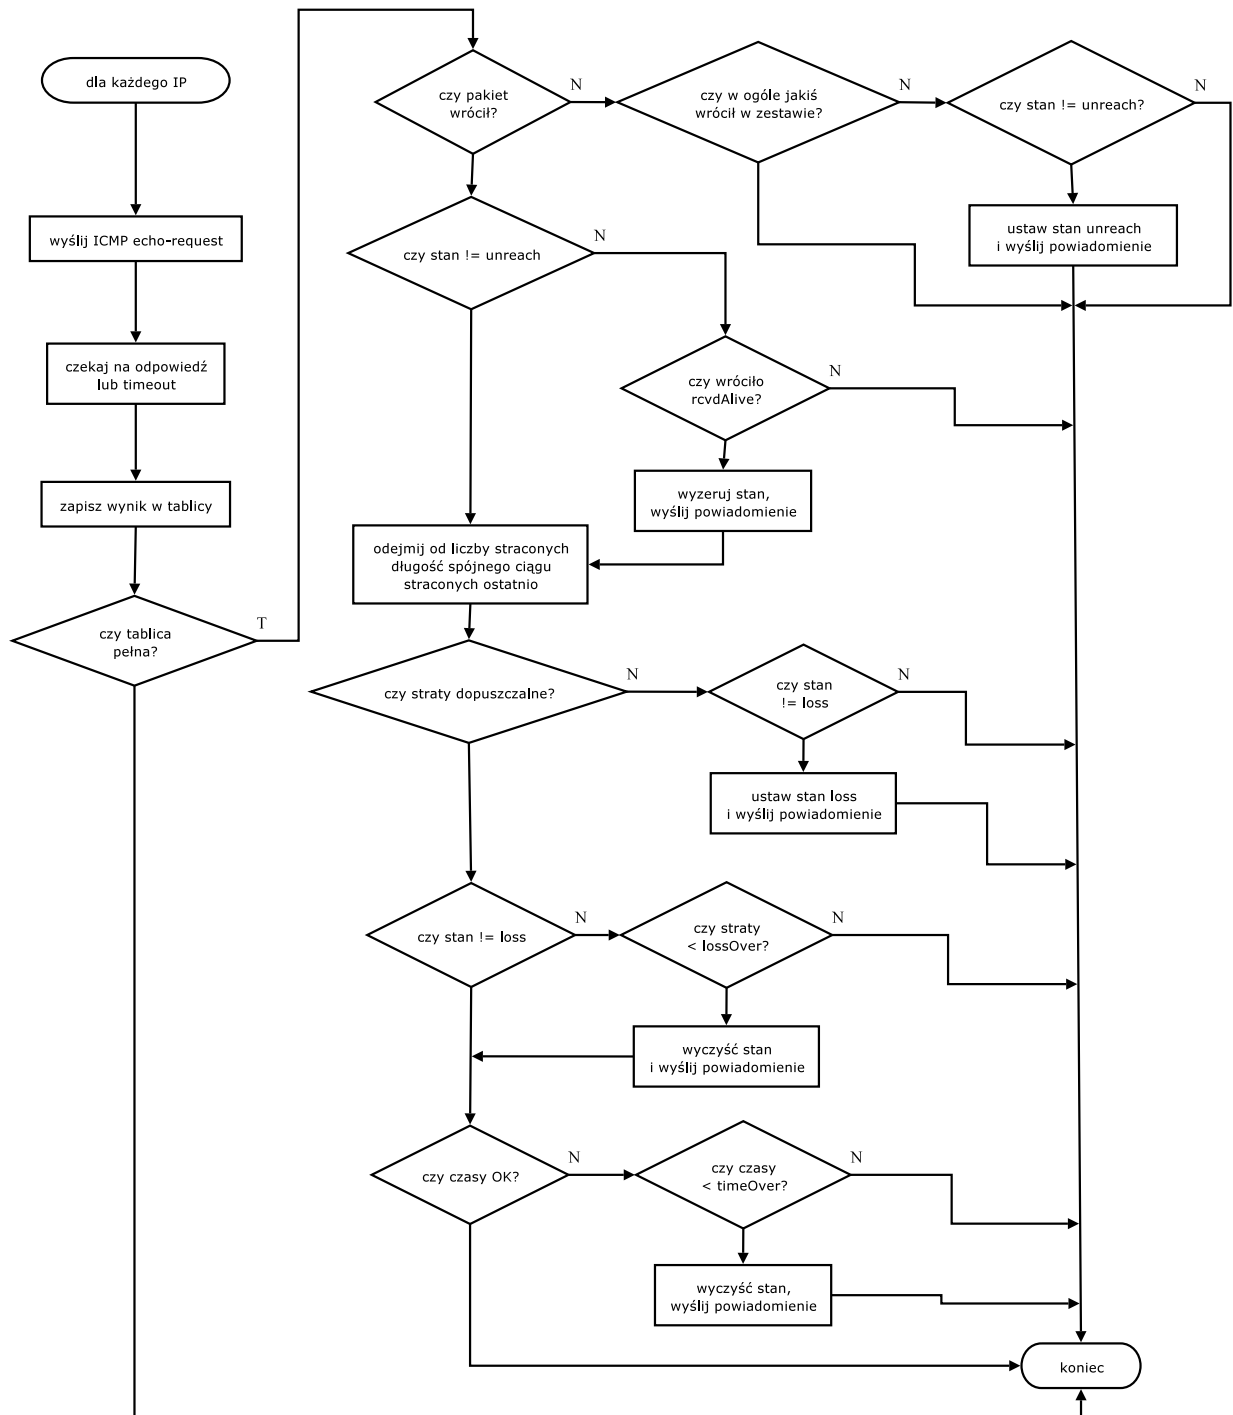 dla każdego IP
wyślij ICMP echo-request
czekaj na odpowiedź
lub timeout
zapisz wynik w tablicy
czy tablica
pełna?
T
czy pakiet
wrócił?
N
czy w ogóle jakiś
wrócił w zestawie?
N
czy stan != unreach?
N
ustaw stan unreach
i wyślij powiadomienie
czy stan != unreach
N
czy wróciło
rcvdAlive?
N
wyzeruj stan,
wyślij powiadomienie
odejmij od liczby straconych
długość spójnego ciągu
straconych ostatnio
czy straty dopuszczalne?
N
czy stan
!= loss
N
ustaw stan loss
i wyślij powiadomienie
czy stan != loss
N
czy straty
< lossOver?
N
wyczyść stan
i wyślij powiadomienie
czy czasy OK?
N
czy czasy
< timeOver?
N
wyczyść stan,
wyślij powiadomienie
koniec